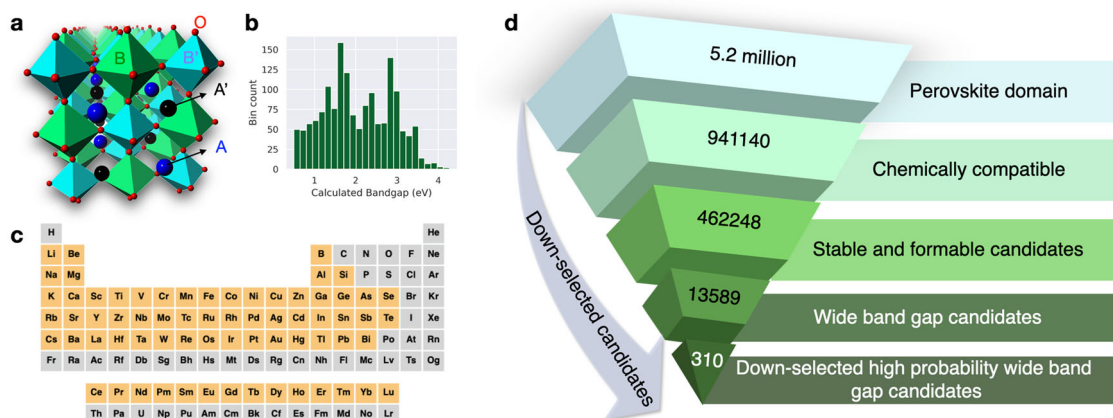 a
O
B
B'
A'
A
b
150
125
100
75
50
25
0
Bin count
1
2
3
4
Calculated Bandgap (eV)
c
H He
Li Be B C N O F Ne
Na Mg Al Si P S Cl Ar
K Ca Sc Ti V Cr Mn Fe Co Ni Cu Zn Ga Ge As Se Br Kr
Rb Sr Y Zr Nb Mo Tc Ru Rh Pd Ag Cd In Sn Sb Te I Xe
Cs Ba La Hf Ta W Re Os Ir Pt Au Hg Tl Pb Bi Po At Rn
Fr Ra Ac Rf Db Sg Bh Hs Mt Ds Rg Cn Nh Fl Mc Lv Ts Og
Ce Pr Nd Pm Sm Eu Gd Tb Dy Ho Er Tm Yb Lu
Th Pa U Np Pu Am Cm Bk Cf Es Fm Md No Lr
d
5.2 million
Perovskite domain
941140
Chemically compatible
462248
Stable and formable candidates
13589
Wide band gap candidates
310
Down-selected high probability wide band
gap candidates
Down-selected candidates